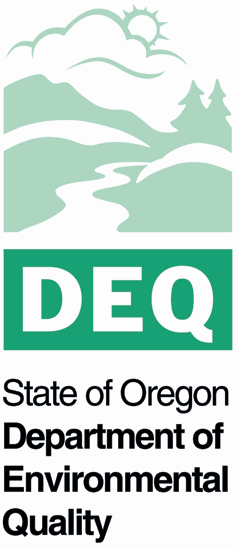 DEQ
State of Oregon
Department of
Environmental
Quality